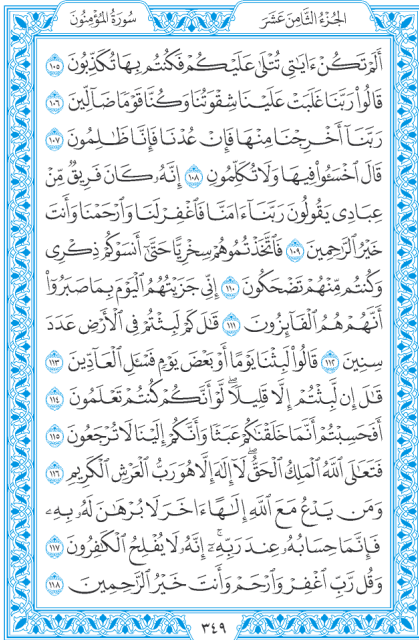 الجزء الثامن عشر
سورة المؤمنون
أَلَمْ تَكُنْ ءَايَٰتِى تُتْلَىٰ عَلَيْكُمْ فَكُنتُم بِهَا تُكَذِّبُونَ ١٠٥
قَالُوا۟ رَبَّنَا غَلَبَتْ عَلَيْنَا شِقْوَتُنَا وَكُنَّا قَوْمًا ضَآلِّينَ ١٠٦
رَبَّنَآ أَخْرِجْنَا مِنْهَا فَإِنْ عُدْنَا فَإِنَّا ظَٰلِمُونَ ١٠٧
قَالَ ٱخْسَـُٔوا۟ فِيهَا وَلَا تُكَلِّمُونِ ١٠٨ إِنَّهُۥ كَانَ فَرِيقٌ مِّنْ
عِبَادِى يَقُولُونَ رَبَّنَآ ءَامَنَّا فَٱغْفِرْ لَنَا وَٱرْحَمْنَا وَأَنتَ
خَيْرُ ٱلرَّٰحِمِينَ ١٠٩ فَٱتَّخَذْتُمُوهُمْ سِخْرِيًّا حَتَّىٰٓ أَنسَوْكُمْ ذِكْرِى
وَكُنتُم مِّنْهُمْ تَضْحَكُونَ ١١٠ إِنِّى جَزَيْتُهُمُ ٱلْيَوْمَ بِمَا صَبَرُوٓا۟
أَنَّهُمْ هُمُ ٱلْفَآئِزُونَ ١١١ قَٰلَ كَمْ لَبِثْتُمْ فِى ٱلْأَرْضِ عَدَدَ
سِنِينَ ١١٢ قَالُوا۟ لَبِثْنَا يَوْمًا أَوْ بَعْضَ يَوْمٍ فَسْـَٔلِ ٱلْعَآدِّينَ ١١٣
قَٰلَ إِن لَّبِثْتُمْ إِلَّا قَلِيلًا ۖ لَّوْ أَنَّكُمْ كُنتُمْ تَعْلَمُونَ ١١٤
أَفَحَسِبْتُمْ أَنَّمَا خَلَقْنَٰكُمْ عَبَثًا وَأَنَّكُمْ إِلَيْنَا لَا تُرْجَعُونَ ١١٥
فَتَعَٰلَى ٱللَّهُ ٱلْمَلِكُ ٱلْحَقُّ ۖ لَآ إِلَٰهَ إِلَّا هُوَ رَبُّ ٱلْعَرْشِ ٱلْكَرِيمِ ١١٦
وَمَن يَدْعُ مَعَ ٱللَّهِ إِلَٰهًا ءَاخَرَ لَا بُرْهَٰنَ لَهُۥ بِهِۦ
فَإِنَّمَا حِسَابُهُۥ عِندَ رَبِّهِۦٓ ۚ إِنَّهُۥ لَا يُفْلِحُ ٱلْكَٰفِرُونَ ١١٧
وَقُل رَّبِّ ٱغْفِرْ وَٱرْحَمْ وَأَنتَ خَيْرُ ٱلرَّٰحِمِينَ ١١٨
٣٤٩